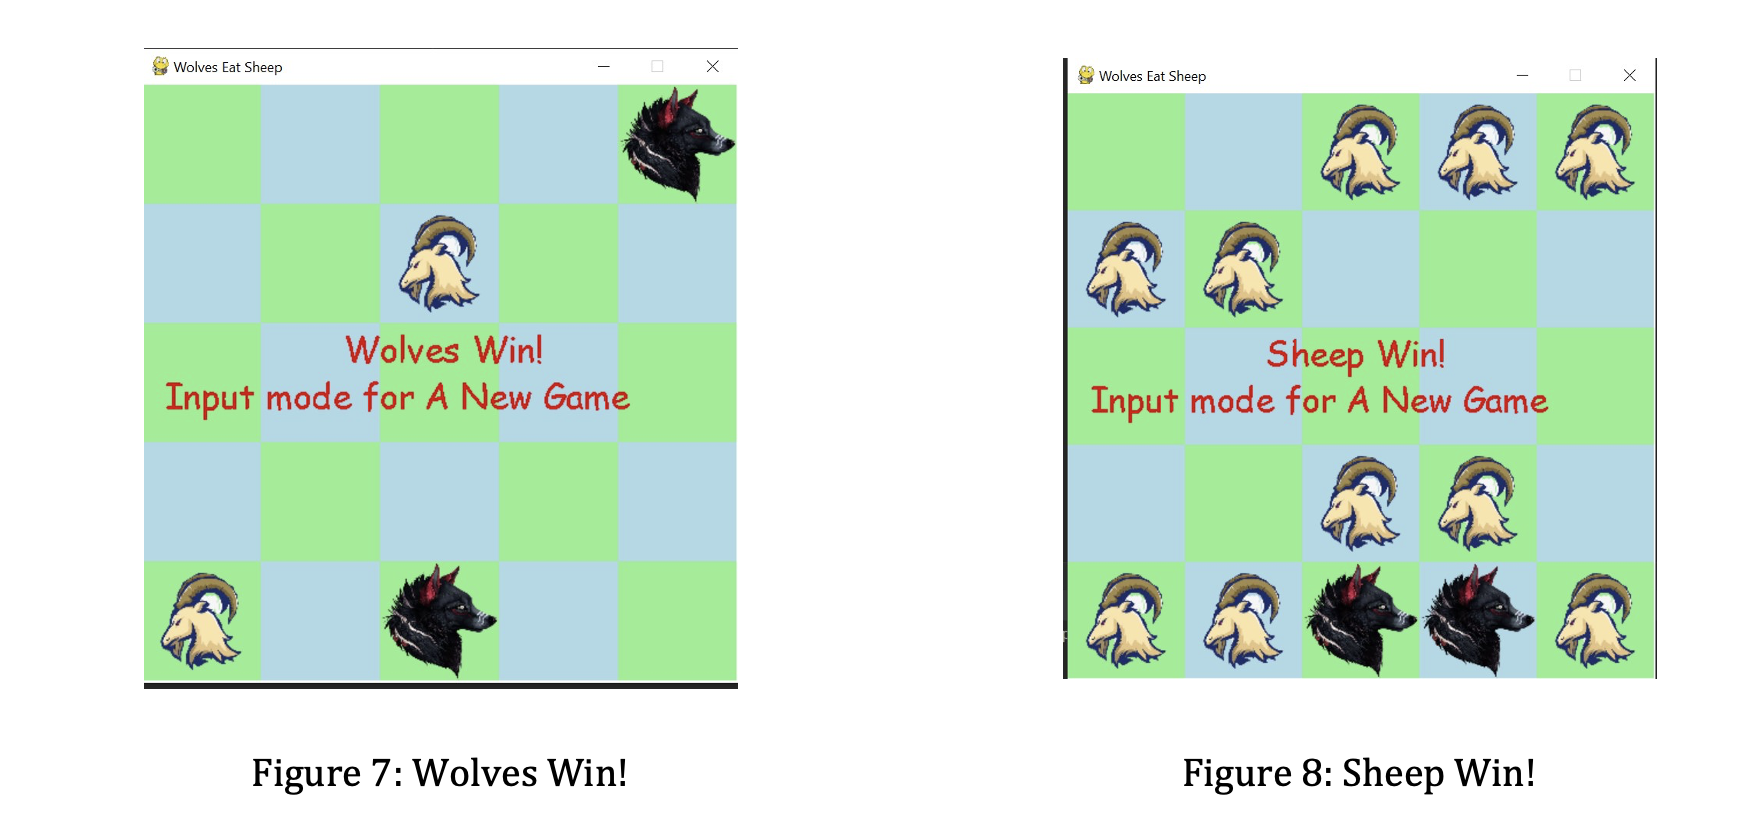 Wolves Eat Sheep
Wolves Win!
Input mode for A New Game
Figure 7: Wolves Win!
Wolves Eat Sheep
Sheep Win!
Input mode for A New Game
Figure 8: Sheep Win!